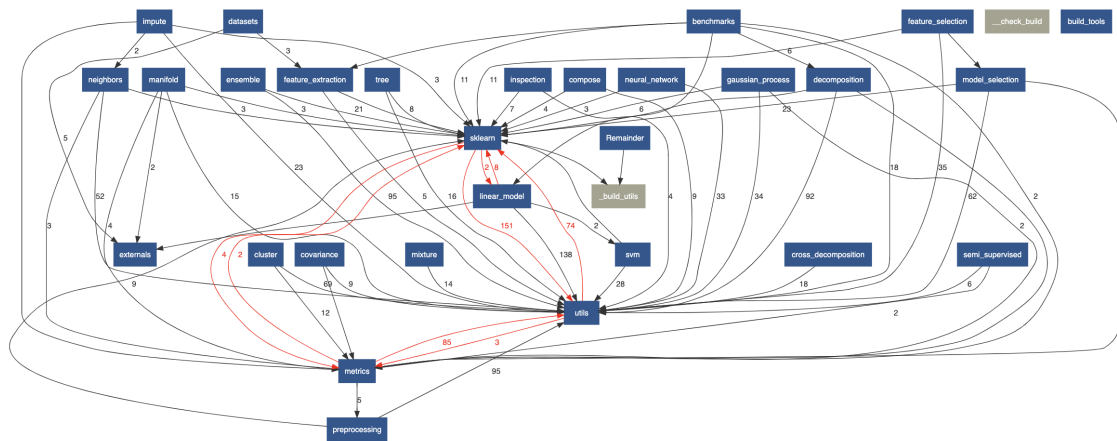 impute
datasets
benchmarks
feature_selection
__check_build
build_tools
2
3
6
neighbors
manifold
ensemble
feature_extraction
tree
inspection
compose
neural_network
gaussian_process
decomposition
model_selection
3
11
11
3
3
21
8
7
4
3
6
23
5
sklearn
Remainder
2
52
23
95
5
16
2
8
4
9
33
34
92
18
35
62
2
linear_model
_build_utils
3
4
15
151
74
2
2
externals
cluster
covariance
mixture
138
svm
cross_decomposition
semi_supervised
4
2
9
69
9
14
28
18
6
12
utils
2
85
3
metrics
95
5
preprocessing